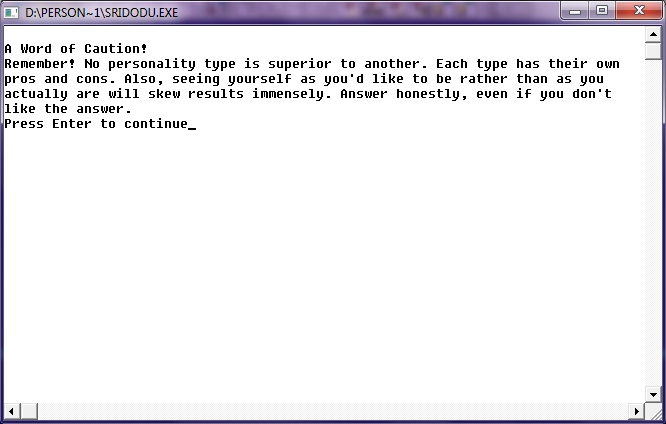 D:\PERSON~1\SRIDODU.EXE
A Word of Caution!
Remember! No personality type is superior to another. Each type has their own
pros and cons. Also, seeing yourself as you'd like to be rather than as you
actually are will skew results immensely. Answer honestly, even if you don't
like the answer.
Press Enter to continue_